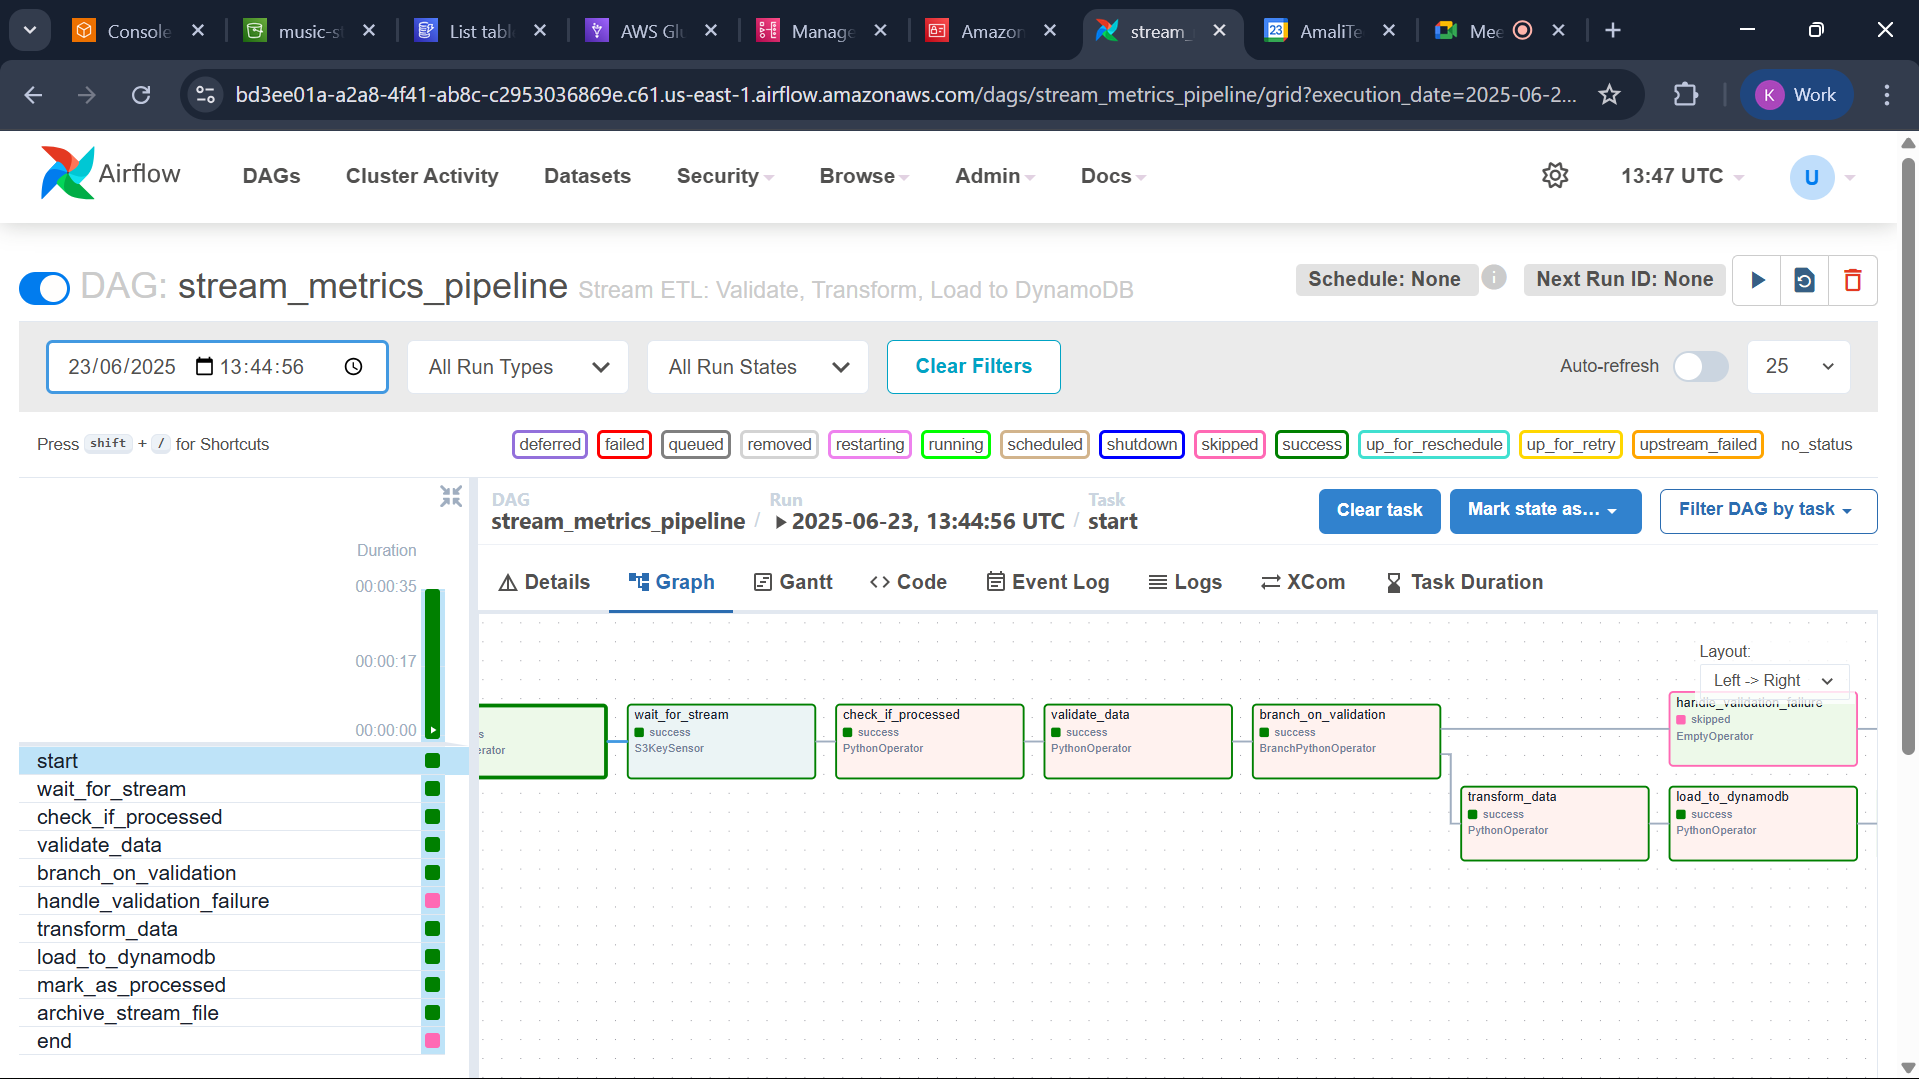 Console
music-s
List tabl
AWS Gl
Manage
Amazon
stream_
AmaliTe
Mee
bd3ee01a-a2a8-4f41-ab8c-c2953036869e.c61.us-east-1.airflow.amazonaws.com/dags/stream_metrics_pipeline/grid?execution_date=2025-06-2...
K Work
Airflow
DAGs
Cluster Activity
Datasets
Security
Browse
Admin
Docs
13:47 UTC
U
DAG: stream_metrics_pipeline Stream ETL: Validate, Transform, Load to DynamoDB
Schedule: None
Next Run ID: None
23/06/2025 13:44:56
All Run Types
All Run States
Clear Filters
Auto-refresh
25
Press shift + / for Shortcuts
deferred
failed
queued
removed
restarting
running
scheduled
shutdown
skipped
success
up_for_reschedule
up_for_retry
upstream_failed
no_status
DAG
stream_metrics_pipeline /
Run
2025-06-23, 13:44:56 UTC /
Task
start
Clear task
Mark state as...
Filter DAG by task
Duration
00:00:35
00:00:17
00:00:00
start
wait_for_stream
check_if_processed
validate_data
branch_on_validation
handle_validation_failure
transform_data
load_to_dynamodb
mark_as_processed
archive_stream_file
end
Details
Graph
Gantt
Code
Event Log
Logs
XCom
Task Duration
Layout:
Left -> Right
s
erator
wait_for_stream
success
S3KeySensor
check_if_processed
success
PythonOperator
validate_data
success
PythonOperator
branch_on_validation
success
BranchPythonOperator
handle_validation_failure
skipped
EmptyOperator
transform_data
success
PythonOperator
load_to_dynamodb
success
PythonOperator